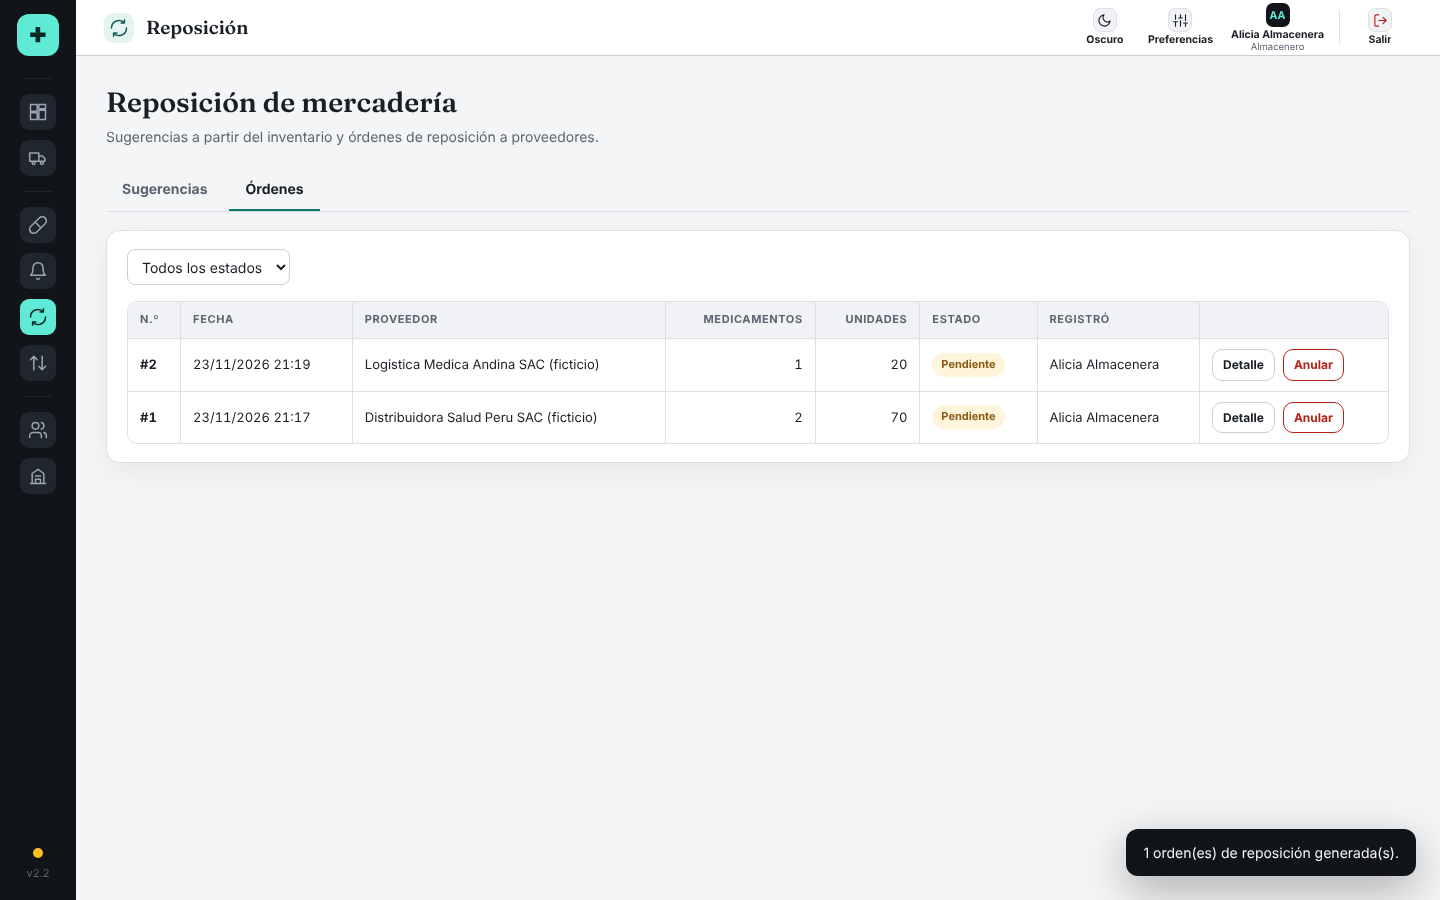 Reposición
Oscuro
Preferencias
AA
Alicia Almacenera
Almacenero
Salir
Reposición de mercadería
Sugerencias a partir del inventario y órdenes de reposición a proveedores.
Sugerencias
Órdenes
Todos los estados
N.º FECHA PROVEEDOR MEDICAMENTOS UNIDADES ESTADO REGISTRÓ
#2 23/11/2026 21:19 Logistica Medica Andina SAC (ficticio) 1 20 Pendiente Alicia Almacenera Detalle Anular
#1 23/11/2026 21:17 Distribuidora Salud Peru SAC (ficticio) 2 70 Pendiente Alicia Almacenera Detalle Anular
1 orden(es) de reposición generada(s).
v2.2